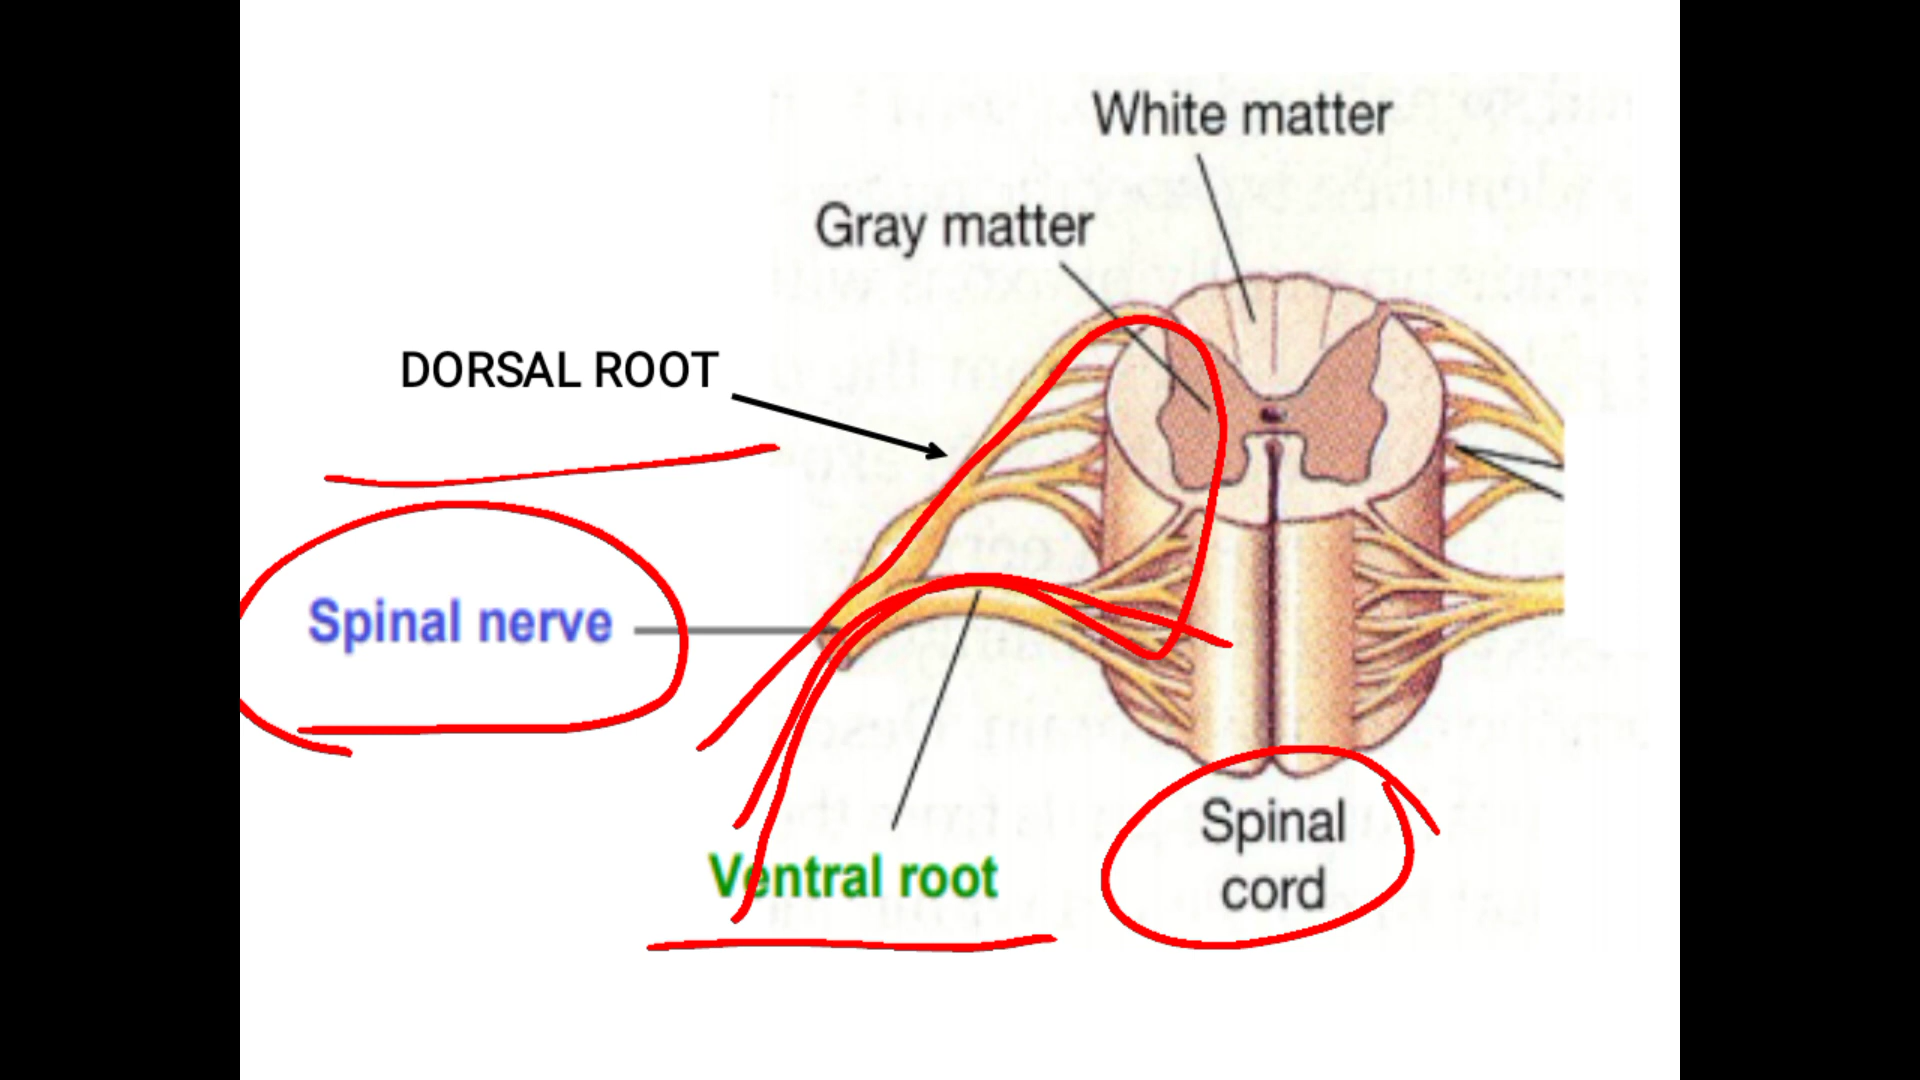 White matter
Gray matter
DORSAL ROOT
Spinal nerve
Ventral root
Spinal
cord